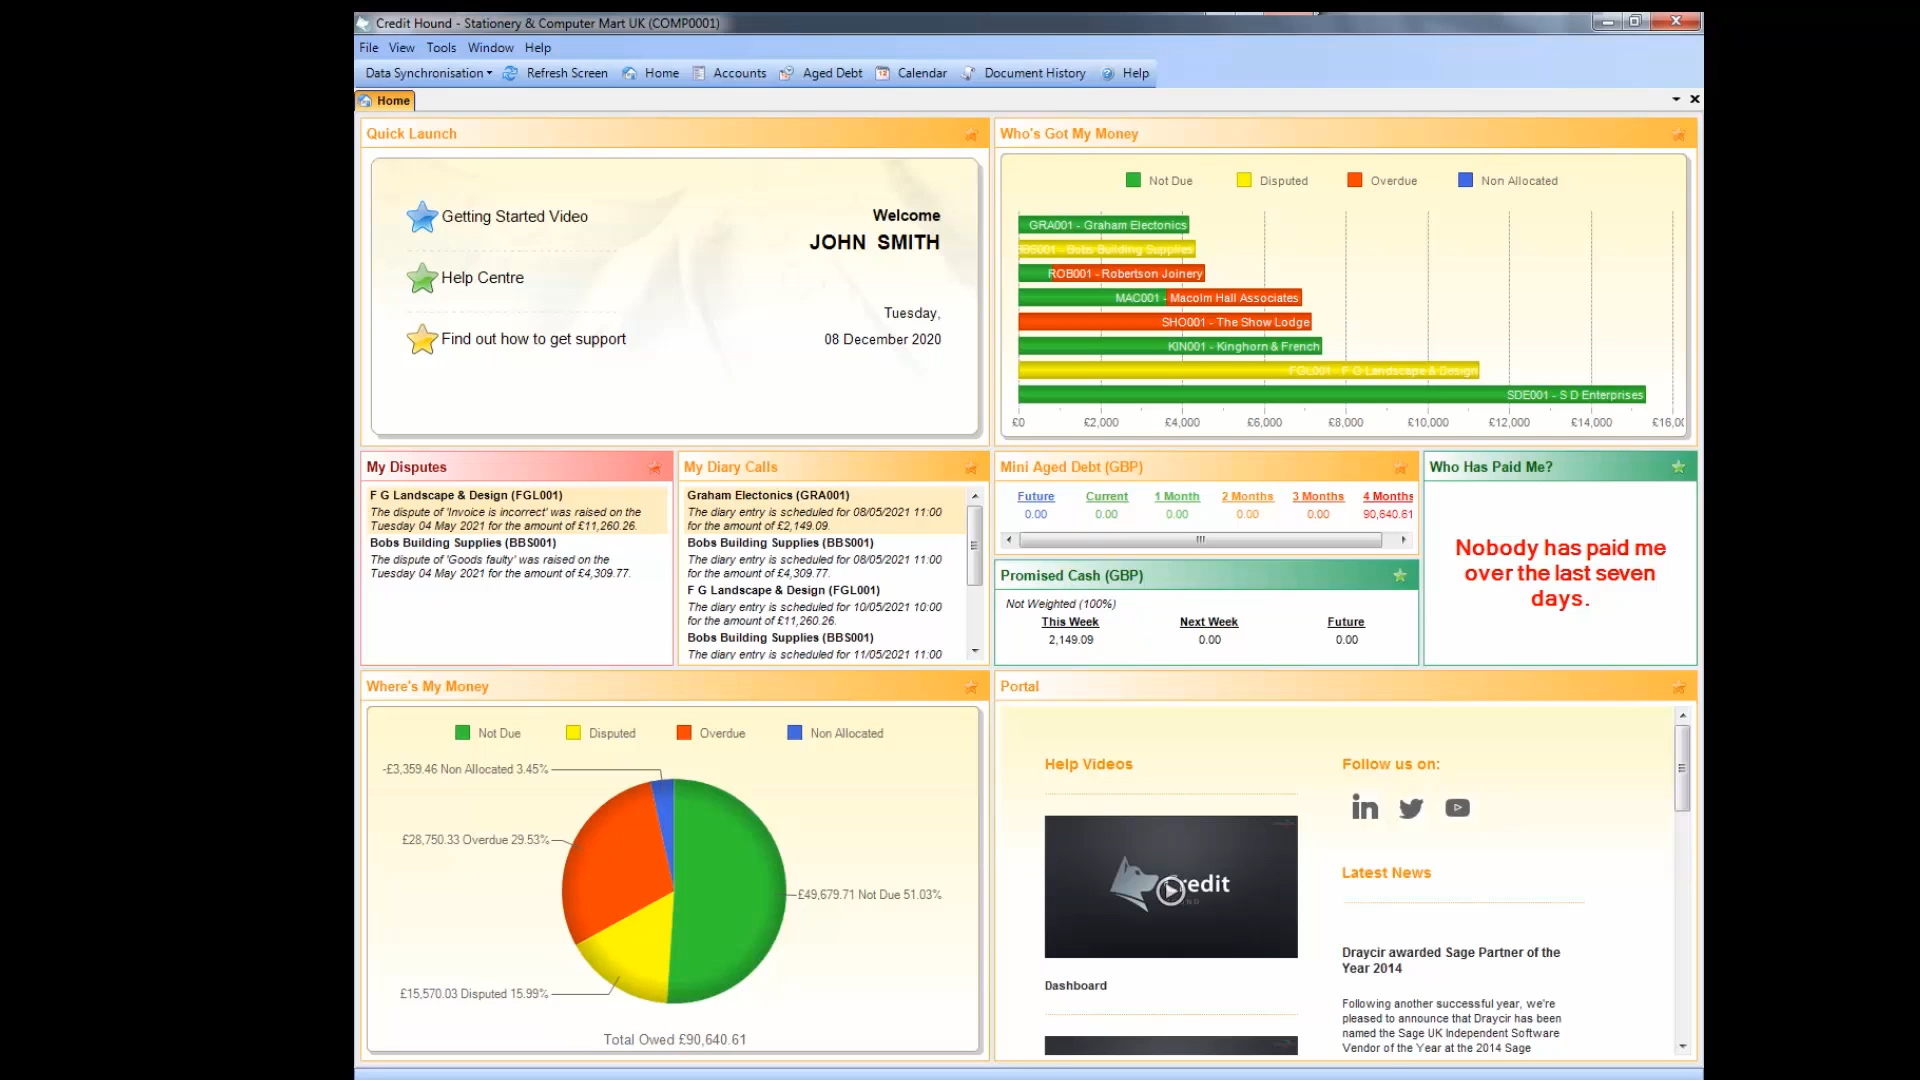 Credit Hound - Stationery & Computer Mart UK (COMP0001)
File View Tools Window Help
Data Synchronisation Refresh Screen Home Accounts Aged Debt Calendar Document History Help
Home
Quick Launch
Getting Started Video
Help Centre
Find out how to get support
Welcome
JOHN SMITH
Tuesday,
08 December 2020
Who's Got My Money
Not Due Disputed Overdue Non Allocated
GRA001 - Graham Electonics
BBS001 - Bobs Building Supplies
ROB001 - Robertson Joinery
MAC001 - Macolm Hall Associates
SHO001 - The Show Lodge
KIN001 - Kinghorn & French
FGL001 - F G Landscape & Design
SDE001 - S D Enterprises
£0 £2,000 £4,000 £6,000 £8,000 £10,000 £12,000 £14,000 £16,00
My Disputes
F G Landscape & Design (FGL001)
The dispute of 'Invoice is incorrect' was raised on the
Tuesday 04 May 2021 for the amount of £11,260.26.
Bobs Building Supplies (BBS001)
The dispute of 'Goods faulty' was raised on the
Tuesday 04 May 2021 for the amount of £4,309.77.
My Diary Calls
Graham Electonics (GRA001)
The diary entry is scheduled for 08/05/2021 11:00
for the amount of £2,149.09.
Bobs Building Supplies (BBS001)
The diary entry is scheduled for 08/05/2021 11:00
for the amount of £4,309.77.
F G Landscape & Design (FGL001)
The diary entry is scheduled for 10/05/2021 10:00
for the amount of £11,260.26.
Bobs Building Supplies (BBS001)
The diary entry is scheduled for 11/05/2021 11:00
Mini Aged Debt (GBP)
Future Current 1 Month 2 Months 3 Months 4 Months
0.00 0.00 0.00 0.00 0.00 90,640.61
Promised Cash (GBP)
Not Weighted (100%)
This Week Next Week Future
2,149.09 0.00 0.00
Who Has Paid Me?
Nobody has paid me
over the last seven
days.
Where's My Money
Not Due Disputed Overdue Non Allocated
-£3,359.46 Non Allocated 3.45%
£28,750.33 Overdue 29.53%
£49,679.71 Not Due 51.03%
£15,570.03 Disputed 15.99%
Total Owed £90,640.61
Portal
Help Videos
Credit
Dashboard
Follow us on:
in
Latest News
Draycir awarded Sage Partner of the
Year 2014
Following another successful year, we're
pleased to announce that Draycir has been
named the Sage UK Independent Software
Vendor of the Year at the 2014 Sage